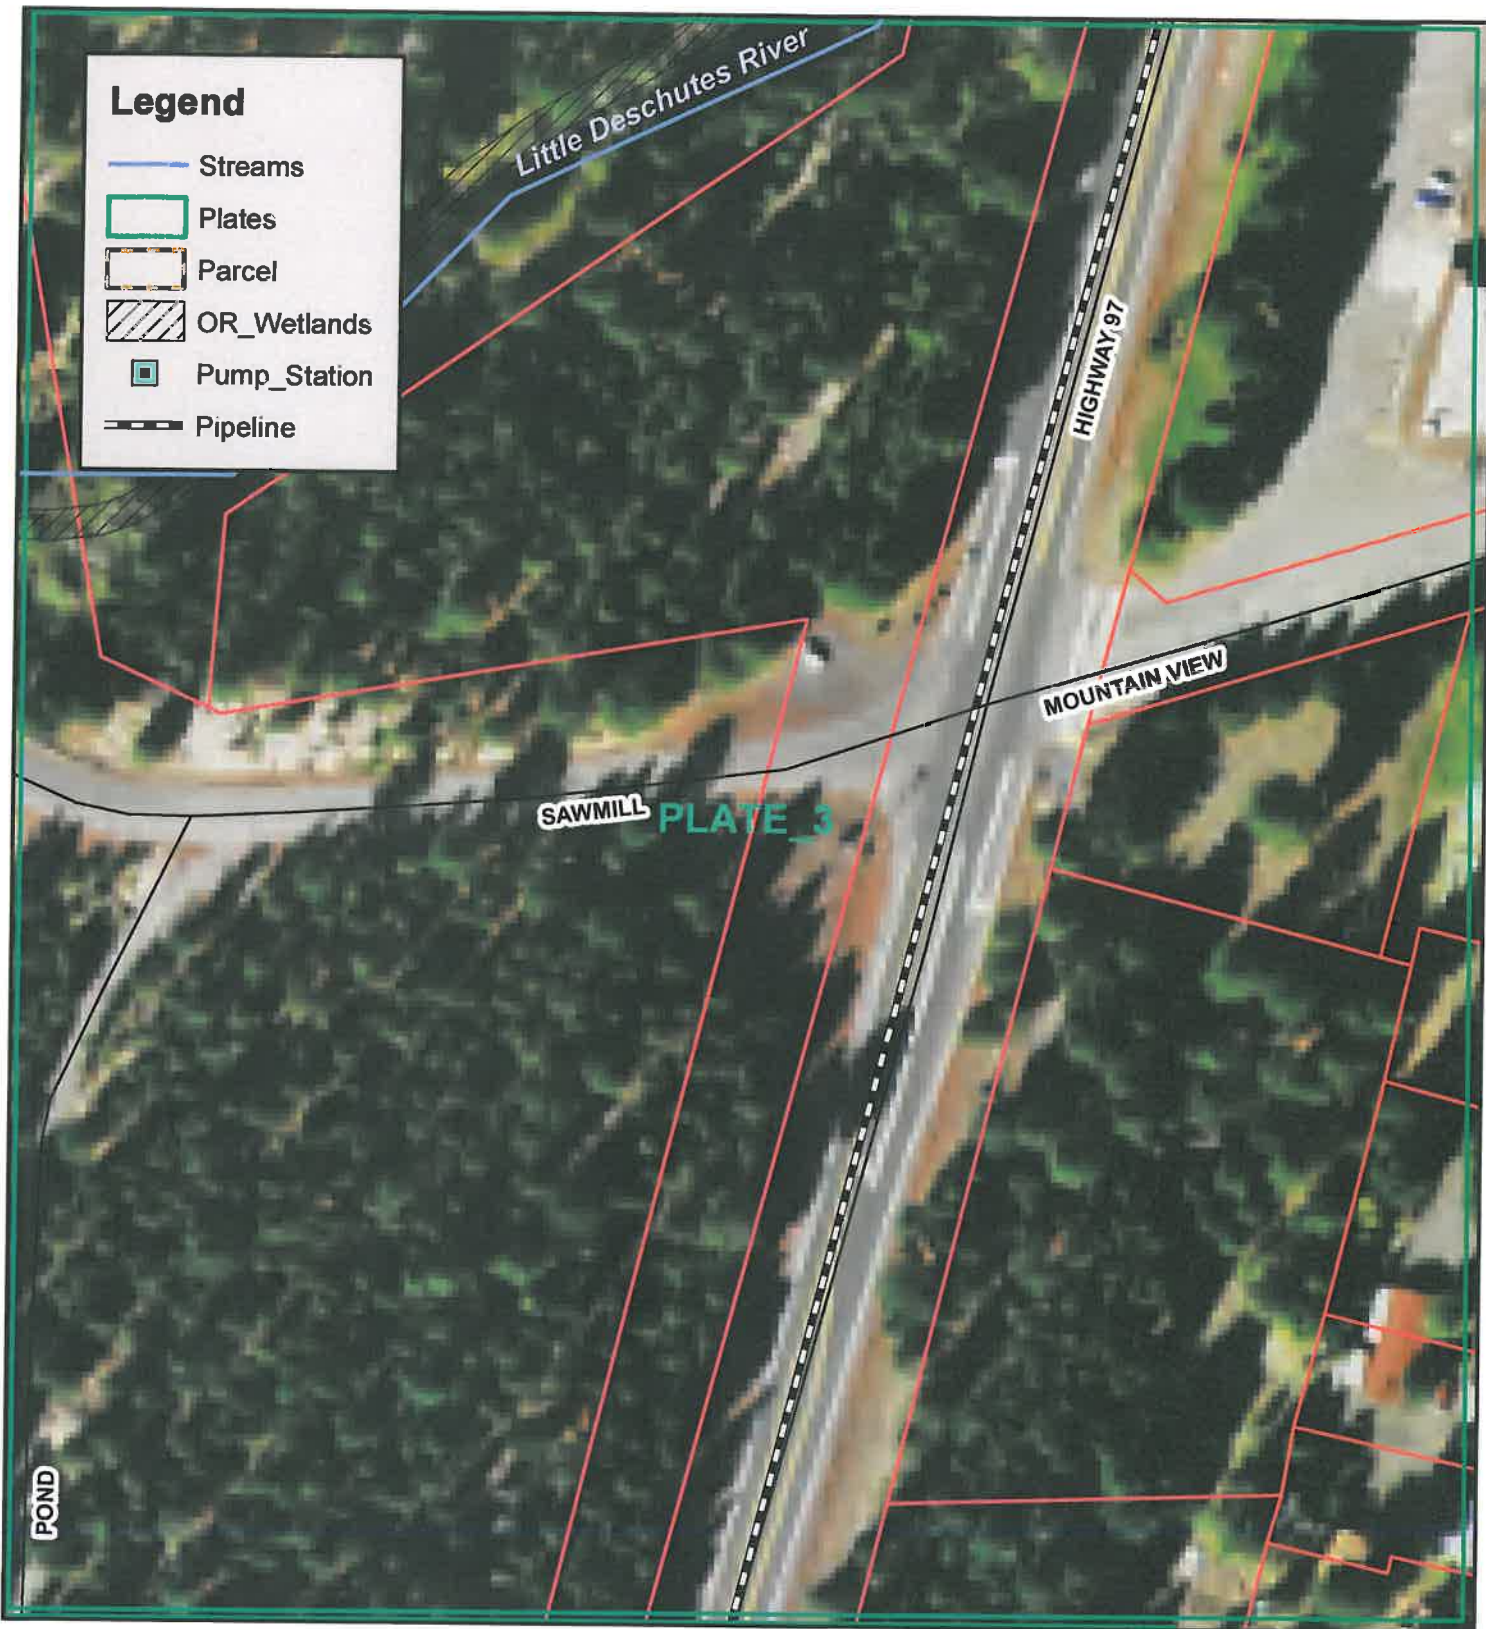 Legend
Streams
Plates
Parcel
OR_Wetlands
Pump_Station
Pipeline
Little Deschutes River
HIGHWAY 97
MOUNTAIN VIEW
SAWMILL
PLATE_3
POND